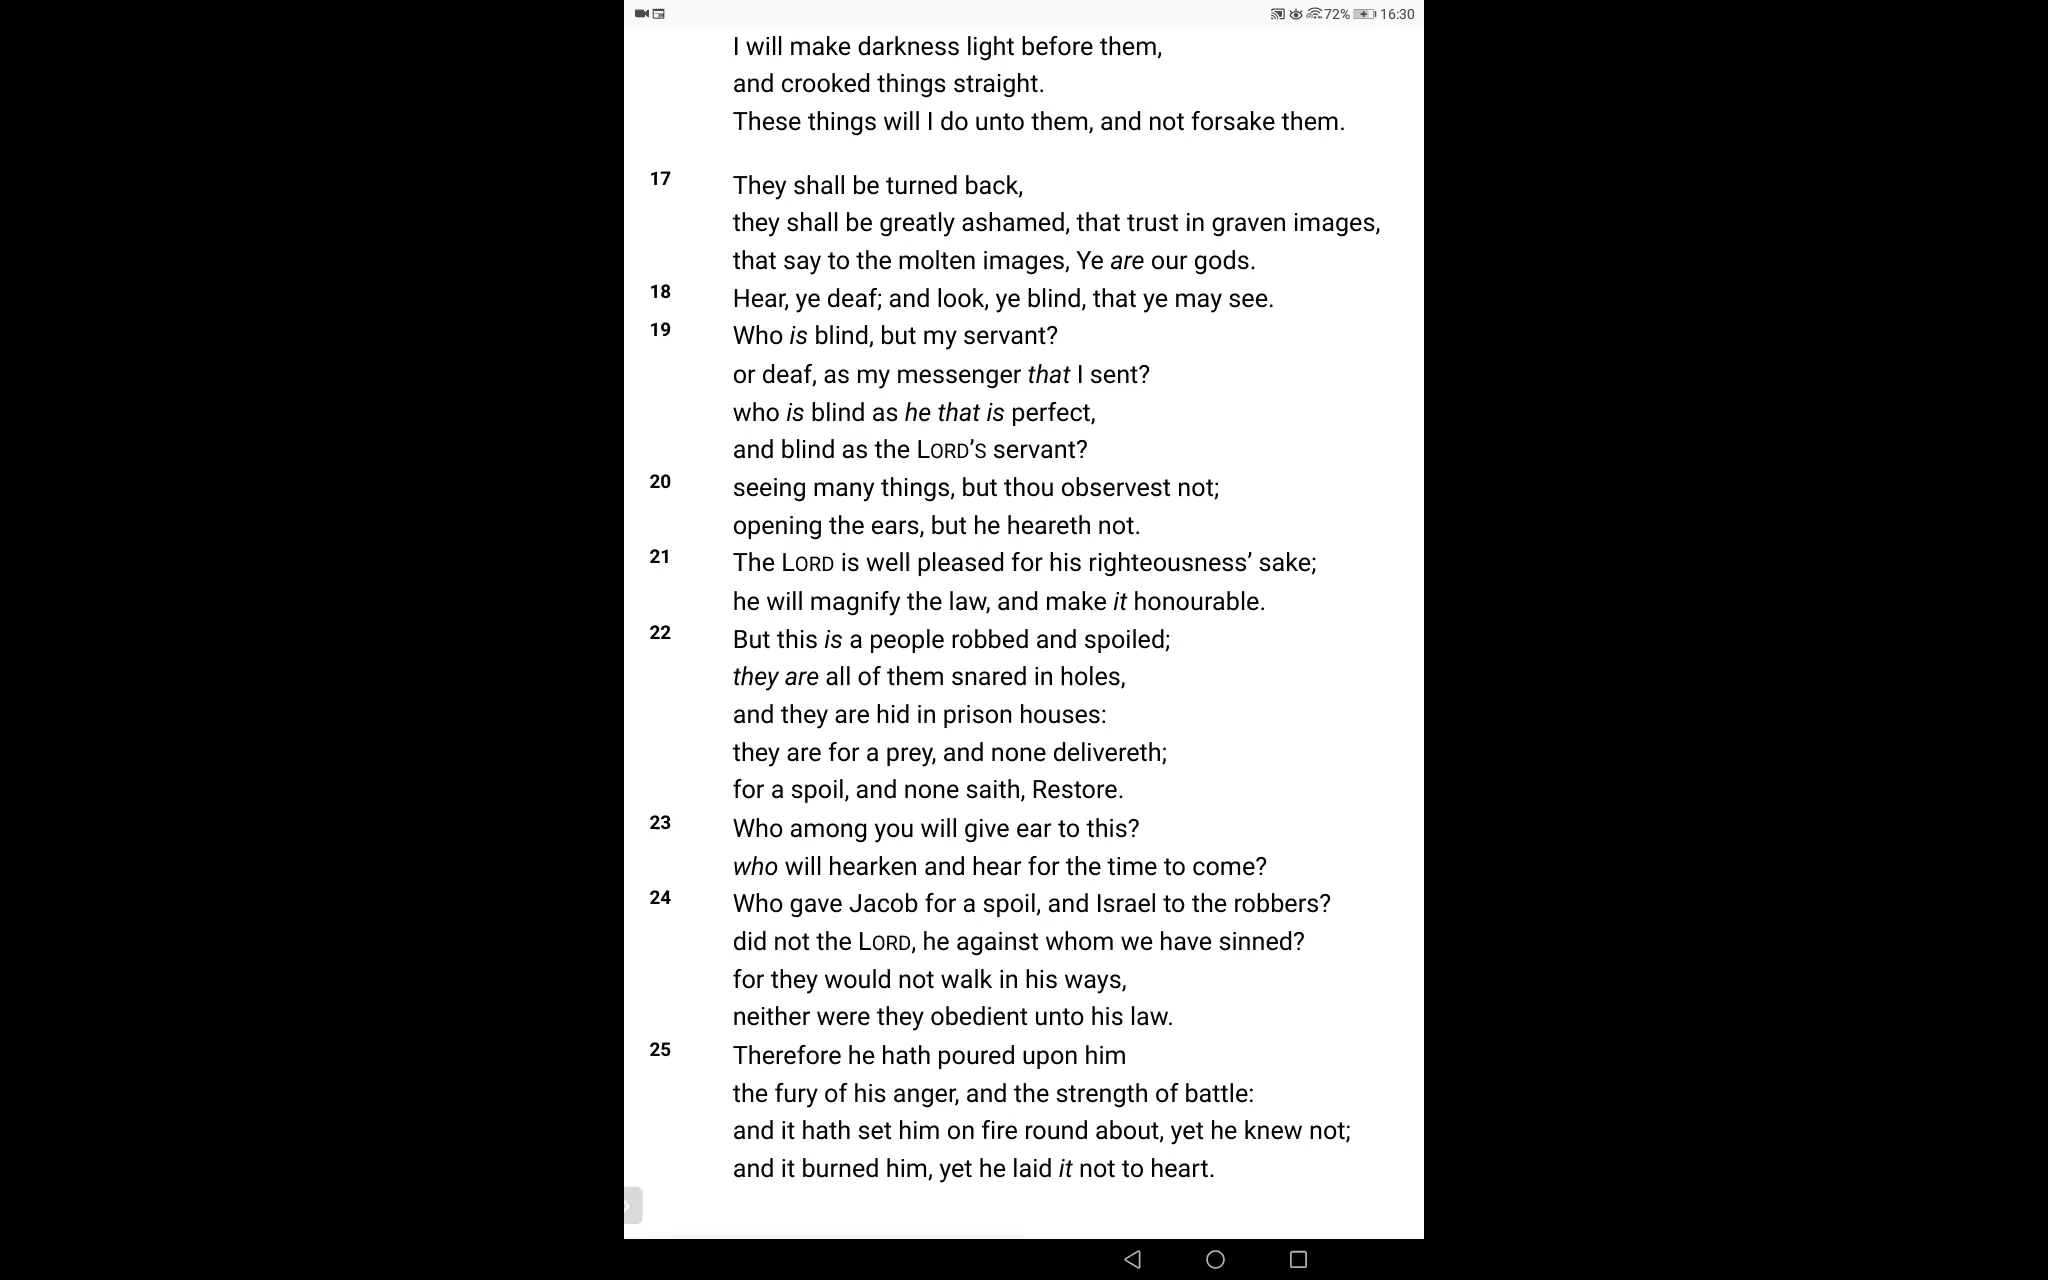 72% 16:30
I will make darkness light before them,
and crooked things straight.
These things will I do unto them, and not forsake them.
17 They shall be turned back,
they shall be greatly ashamed, that trust in graven images,
that say to the molten images, Ye are our gods.
18 Hear, ye deaf; and look, ye blind, that ye may see.
19 Who is blind, but my servant?
or deaf, as my messenger that I sent?
who is blind as he that is perfect,
and blind as the LORD’S servant?
20 seeing many things, but thou observest not;
opening the ears, but he heareth not.
21 The LORD is well pleased for his righteousness’ sake;
he will magnify the law, and make it honourable.
22 But this is a people robbed and spoiled;
they are all of them snared in holes,
and they are hid in prison houses:
they are for a prey, and none delivereth;
for a spoil, and none saith, Restore.
23 Who among you will give ear to this?
who will hearken and hear for the time to come?
24 Who gave Jacob for a spoil, and Israel to the robbers?
did not the LORD, he against whom we have sinned?
for they would not walk in his ways,
neither were they obedient unto his law.
25 Therefore he hath poured upon him
the fury of his anger, and the strength of battle:
and it hath set him on fire round about, yet he knew not;
and it burned him, yet he laid it not to heart.